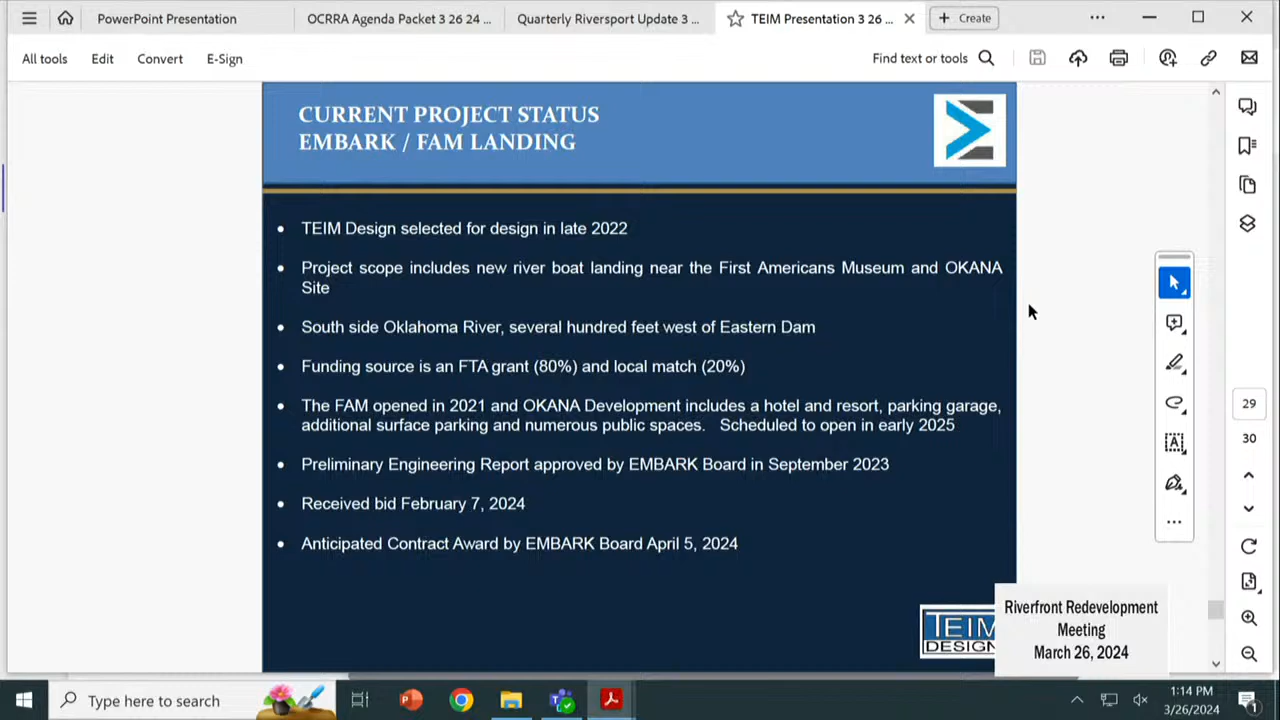 PowerPoint Presentation
OCRRA Agenda Packet 3 26 24 ...
Quarterly Riversport Update 3 ...
TEIM Presentation 3 26 ...
Create
All tools
Edit
Convert
E-Sign
Find text or tools
CURRENT PROJECT STATUS
EMBARK / FAM LANDING
• TEIM Design selected for design in late 2022
• Project scope includes new river boat landing near the First Americans Museum and OKANA
Site
• South side Oklahoma River, several hundred feet west of Eastern Dam
• Funding source is an FTA grant (80%) and local match (20%)
• The FAM opened in 2021 and OKANA Development includes a hotel and resort, parking garage,
additional surface parking and numerous public spaces. Scheduled to open in early 2025
• Preliminary Engineering Report approved by EMBARK Board in September 2023
• Received bid February 7, 2024
• Anticipated Contract Award by EMBARK Board April 5, 2024
29
30
TEIM
DESIGN
Riverfront Redevelopment
Meeting
March 26, 2024
Type here to search
1:14 PM
3/26/2024
1